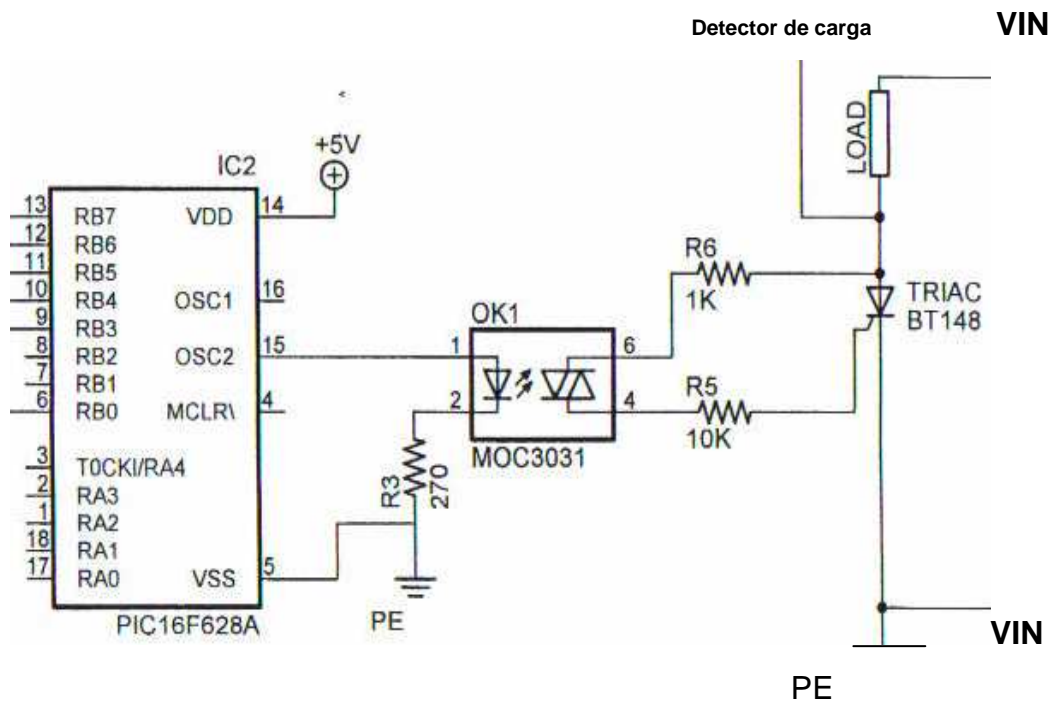 Detector de carga
VIN
LOAD
+5V
IC2
13 RB7 VDD 14
12 RB6
11 RB5
10 RB4 OSC1 16
9 RB3
8 RB2 OSC2 15
7 RB1
6 RB0 MCLR\ 4
3 T0CKI/RA4
2 RA3
1 RA2
18 RA1
17 RA0 VSS 5
PIC16F628A
OK1
1 6
2 4
MOC3031
R3
270
PE
R6
1K
R5
10K
TRIAC
BT148
VIN
PE